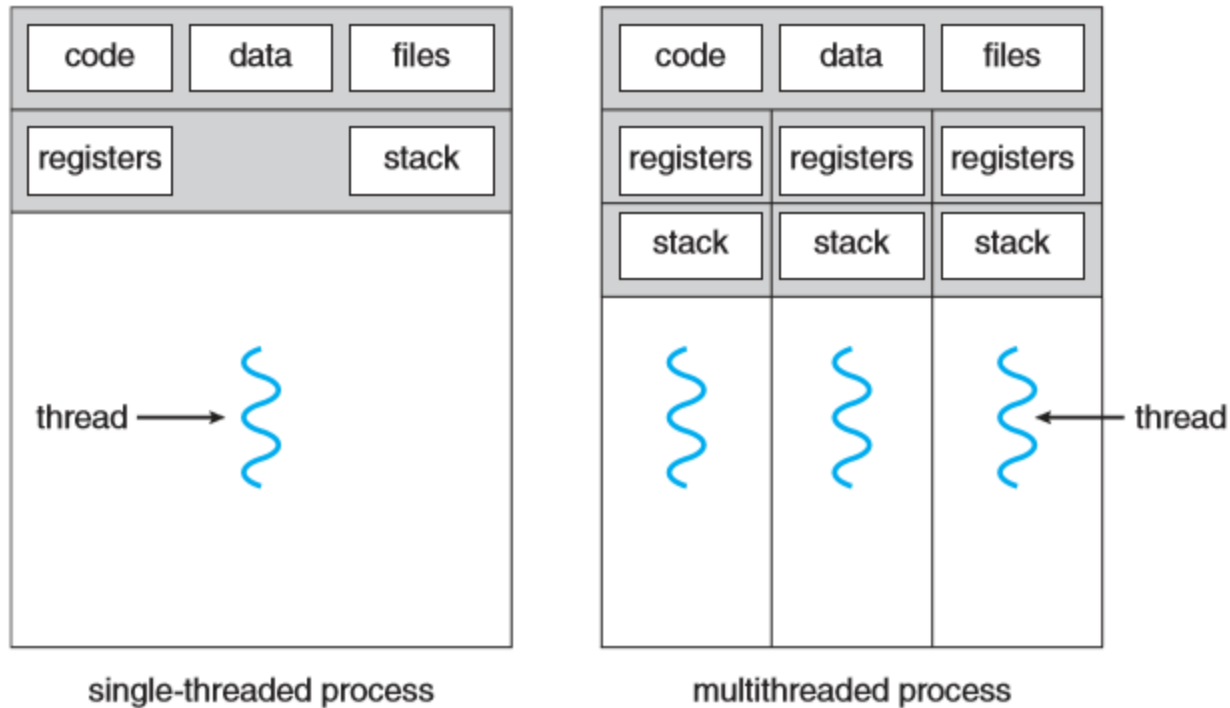 code data files code data files
registers stack registers registers registers
stack stack stack
thread thread
single-threaded process multithreaded process